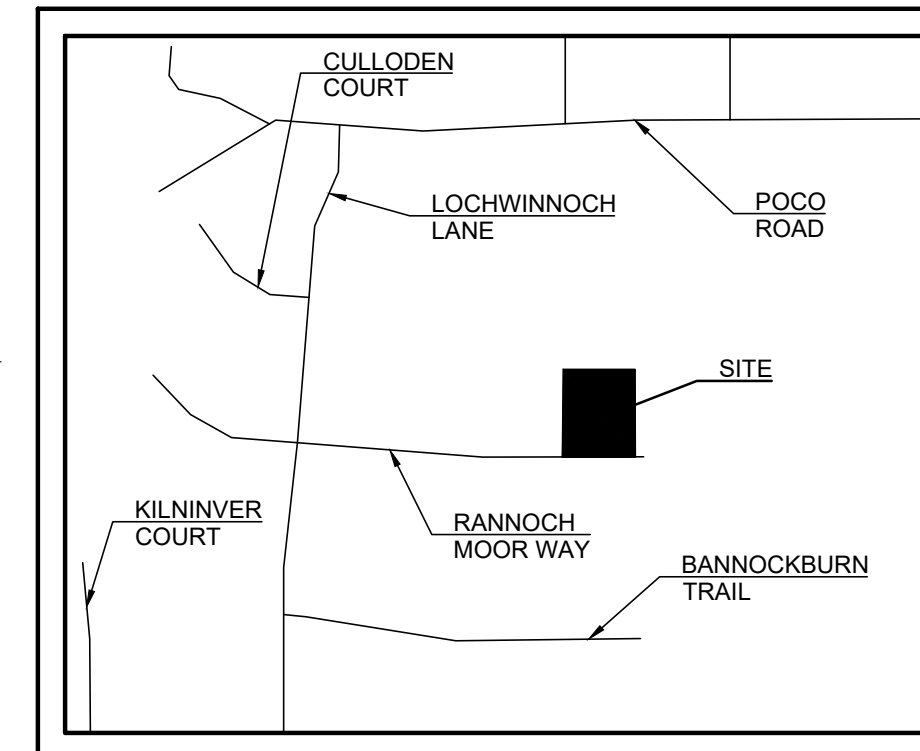 CULLODEN
COURT
LOCHWINNOCH
LANE
POCO
ROAD
SITE
KILNINVER
COURT
RANNOCH
MOOR WAY
BANNOCKBURN
TRAIL